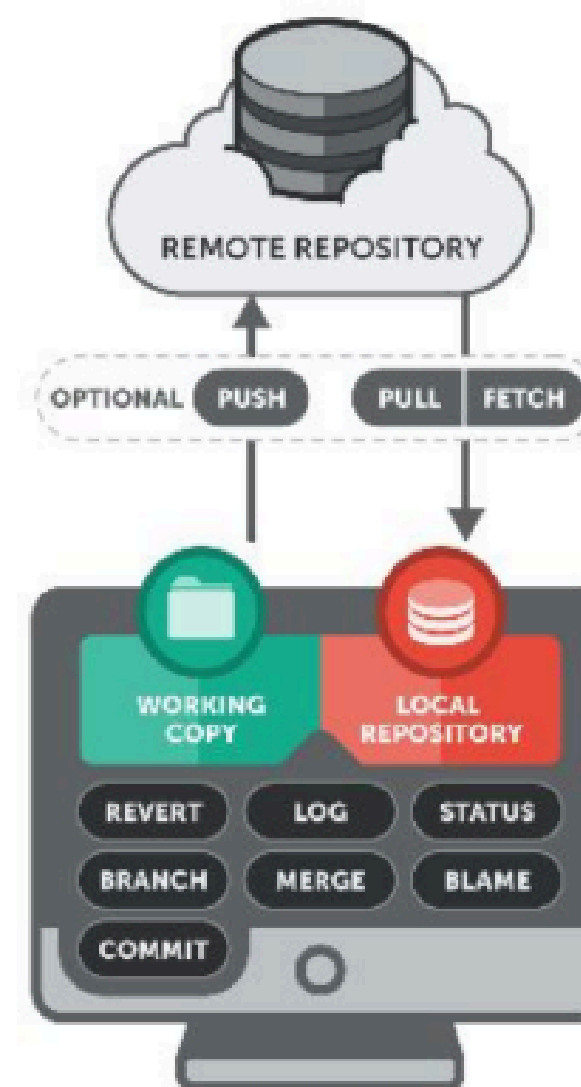 REMOTE REPOSITORY
OPTIONAL PUSH PULL FETCH
WORKING COPY
LOCAL REPOSITORY
REVERT LOG STATUS
BRANCH MERGE BLAME
COMMIT